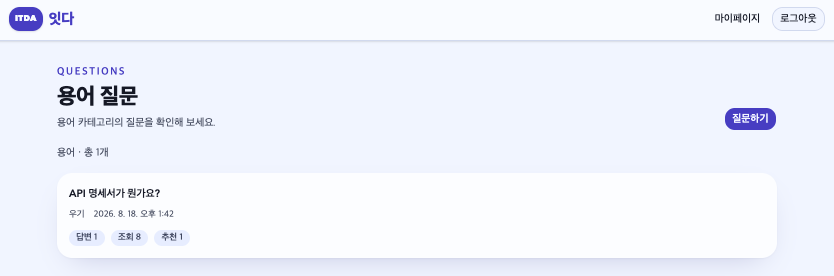 ITDA 잇다
마이페이지 로그아웃
QUESTIONS
용어 질문
용어 카테고리의 질문을 확인해 보세요.
질문하기
용어 · 총 1개
API 명세서가 뭔가요?
우기 2026. 8. 18. 오후 1:42
답변 1 조회 8 추천 1